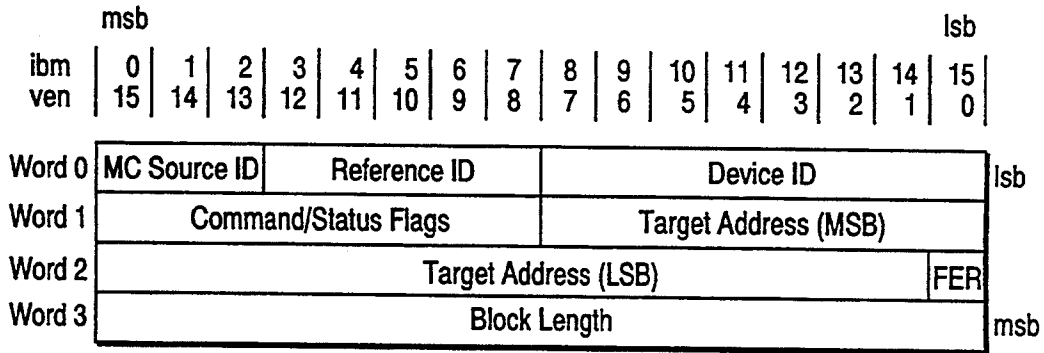 msb lsb
ibm 0 1 2 3 4 5 6 7 8 9 10 11 12 13 14 15
ven 15 14 13 12 11 10 9 8 7 6 5 4 3 2 1 0
Word 0 MC Source ID Reference ID Device ID lsb
Word 1 Command/Status Flags Target Address (MSB)
Word 2 Target Address (LSB) FER
Word 3 Block Length msb